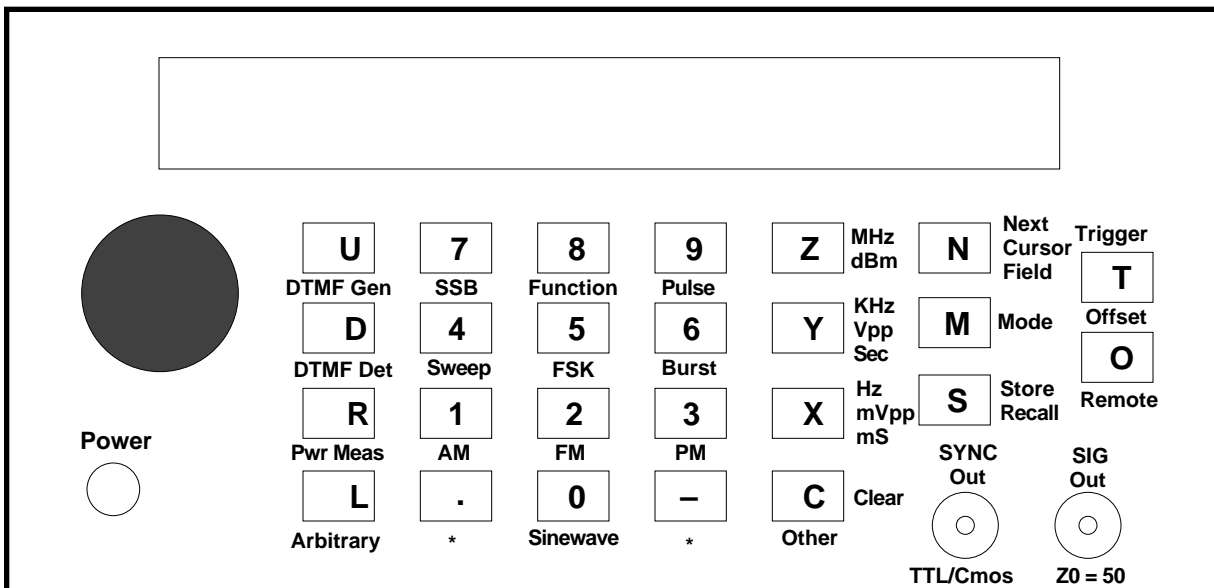 U 7 8 9 Z MHz dBm N Next Cursor Field Trigger T
DTMF Gen SSB Function Pulse
D 4 5 6 Y KHz Vpp Sec M Mode Offset O
DTMF Det Sweep FSK Burst
R 1 2 3 X Hz mVpp mS S Store Recall Remote
Power
Pwr Meas AM FM PM SYNC Out SIG Out
L . 0 – C Clear
Arbitrary * Sinewave * Other
TTL/Cmos Z0 = 50